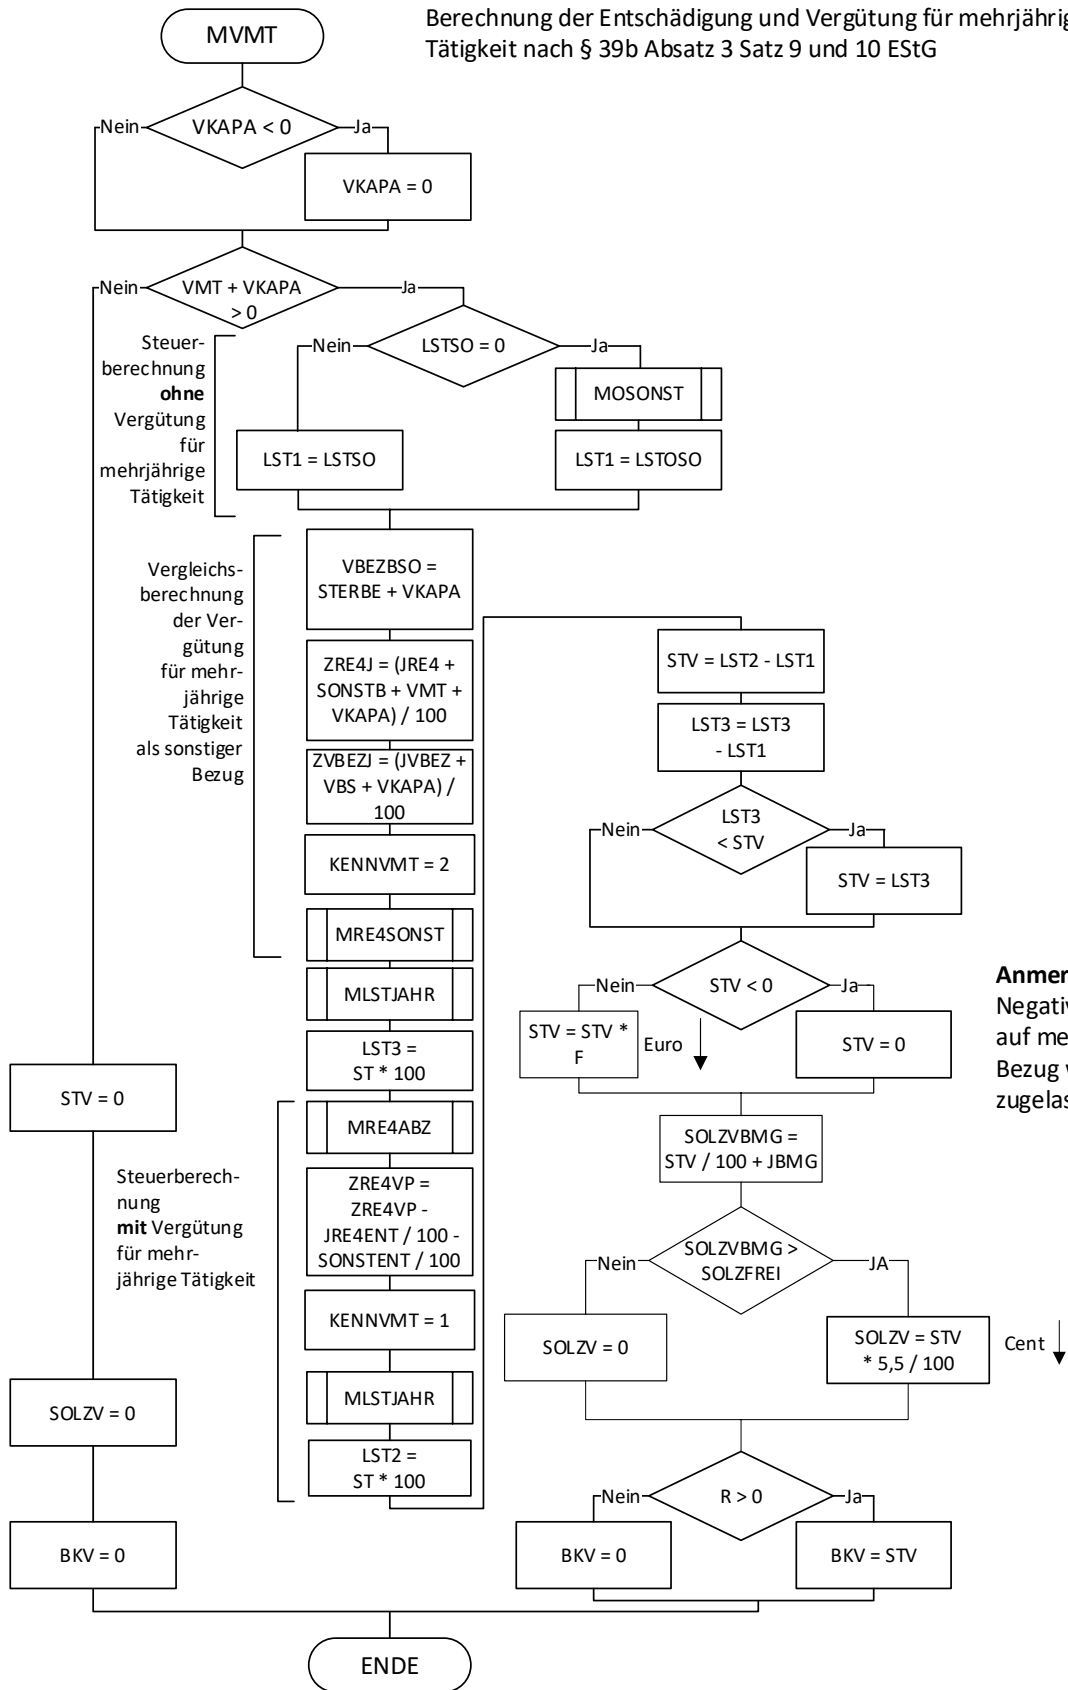 MVMT
Berechnung der Entschädigung und Vergütung für mehrjährig
Tätigkeit nach § 39b Absatz 3 Satz 9 und 10 EStG
Nein
VKAPA < 0
Ja
VKAPA = 0
Nein
VMT + VKAPA
> 0
Ja
Steuer-
berechnung
ohne
Vergütung
für
mehrjährige
Tätigkeit
Nein
LSTSO = 0
Ja
MOSONST
LST1 = LSTSO
LST1 = LSTOSO
Vergleichs-
berechnung
der Ver-
gütung
für mehr-
jährige
Tätigkeit
als sonstiger
Bezug
VBEZBSO =
STERBE + VKAPA
ZRE4J = (JRE4 +
SONSTB + VMT +
VKAPA) / 100
ZVBEZJ = (JVBEZ +
VBS + VKAPA) /
100
KENNVMT = 2
MRE4SONST
MLSTJAHR
LST3 =
ST * 100
STV = 0
MRE4ABZ
Steuerberech-
nung
mit Vergütung
für mehr-
jährige Tätigkeit
ZRE4VP =
ZRE4VP -
JRE4ENT / 100 -
SONSTENT / 100
KENNVMT = 1
MLSTJAHR
LST2 =
ST * 100
SOLZV = 0
BKV = 0
STV = LST2 - LST1
LST3 = LST3
- LST1
Nein
LST3
< STV
Ja
STV = LST3
Nein
STV < 0
Ja
STV = STV *
F
Euro
STV = 0
Anmer
Negativ
auf me
Bezug
zugelas
SOLZVBMG =
STV / 100 + JBMG
Nein
SOLZVBMG >
SOLZFREI
JA
SOLZV = 0
SOLZV = STV
* 5,5 / 100
Cent
Nein
R > 0
Ja
BKV = 0
BKV = STV
ENDE